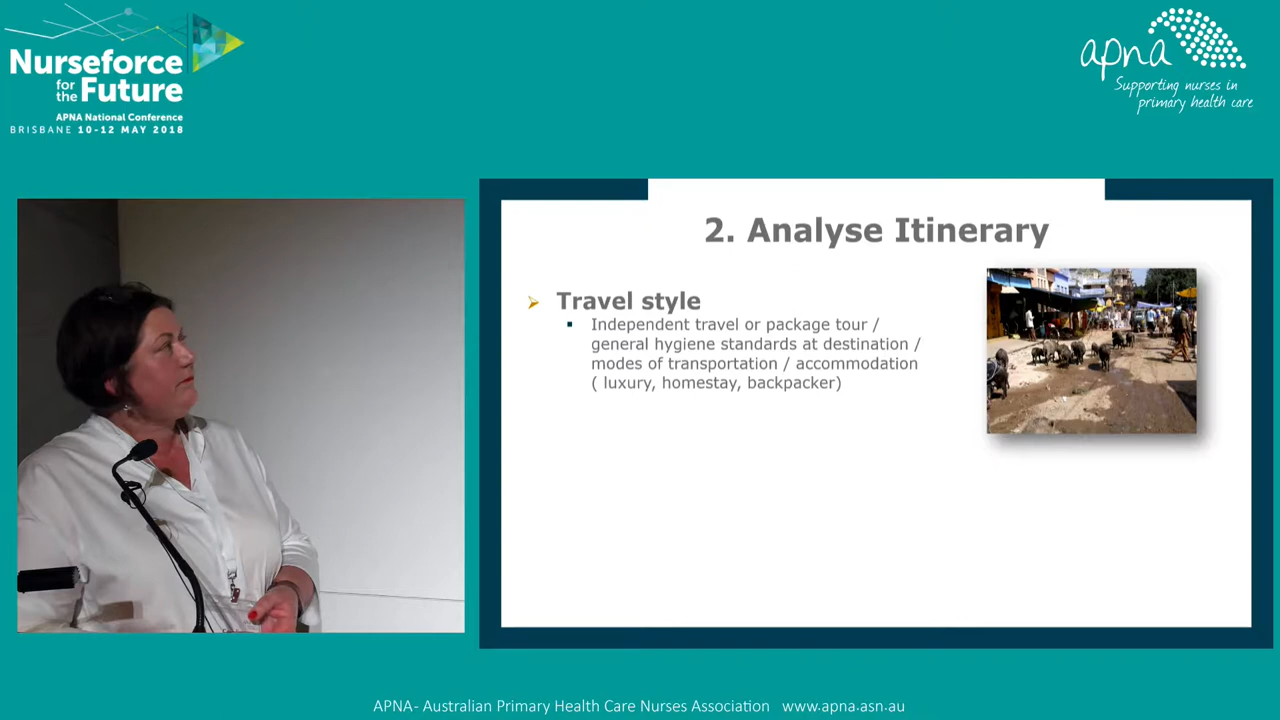 Nurseforce
for
the Future
APNA National Conference
BRISBANE 10-12 MAY 2018
apna
Supporting nurses in
primary health care
2. Analyse Itinerary
Travel style
Independent travel or package tour /
general hygiene standards at destination /
modes of transportation / accommodation
( luxury, homestay, backpacker)
APNA- Australian Primary Health Care Nurses Association www.apna.asn.au